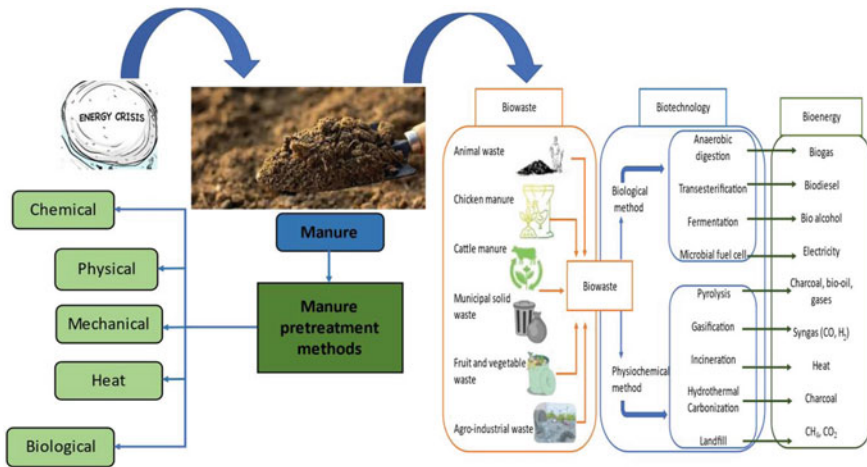 ENERGY CRISIS
Manure
Manure
pretreatment
methods
Chemical
Physical
Mechanical
Heat
Biological
Biowaste
Animal waste
Chicken manure
Cattle manure
Municipal solid
waste
Fruit and vegetable
waste
Agro-industrial waste
Biowaste
Biotechnology
Biological
method
Physiochemical
method
Anaerobic
digestion
Transesterification
Fermentation
Microbial fuel cell
Pyrolysis
Gasification
Incineration
Hydrothermal
Carbonization
Landfill
Bioenergy
Biogas
Biodiesel
Bio alcohol
Electricity
Charcoal, bio-oil,
gases
Syngas (CO, H₂)
Heat
Charcoal
CH₄, CO₂